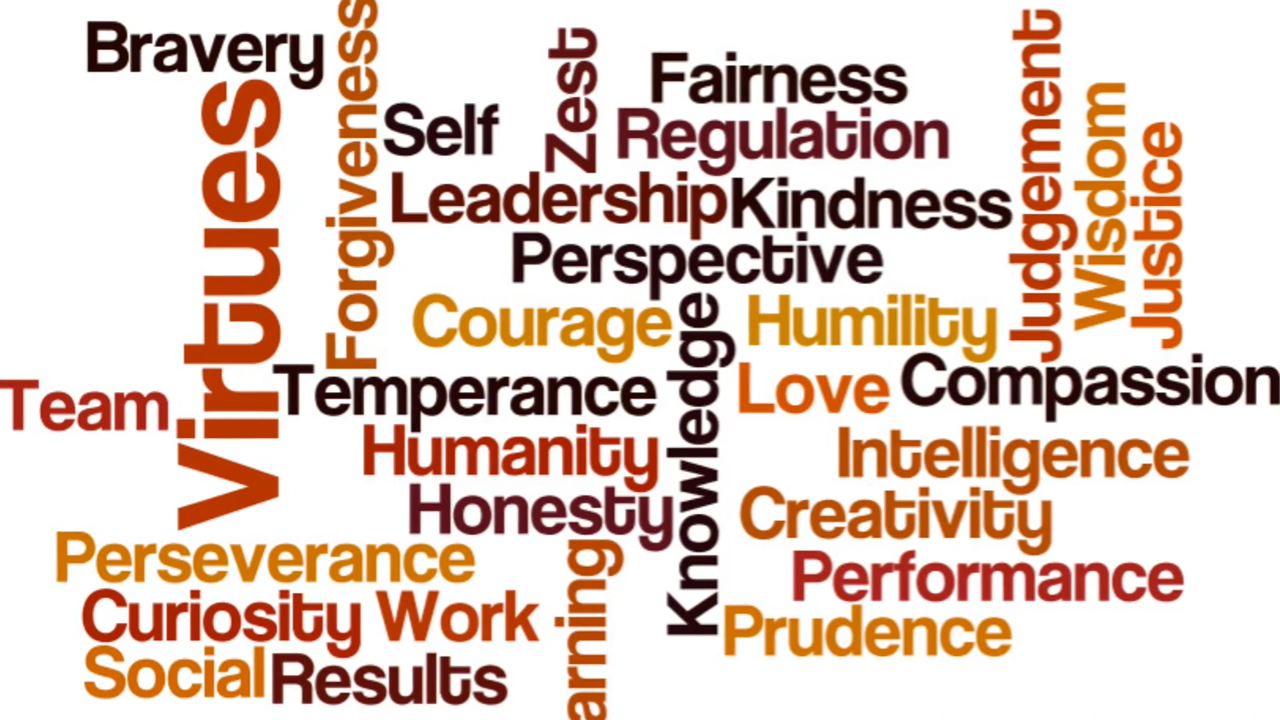 Bravery
Virtues
Forgiveness
Self
Zest
Fairness
Regulation
Leadership
Kindness
Perspective
Judgement
Wisdom
Justice
Courage
Knowledge
Humility
Team
Temperance
Love
Compassion
Humanity
Intelligence
Honesty
Creativity
Perseverance
Performance
Curiosity
Work
arning
Prudence
Social
Results